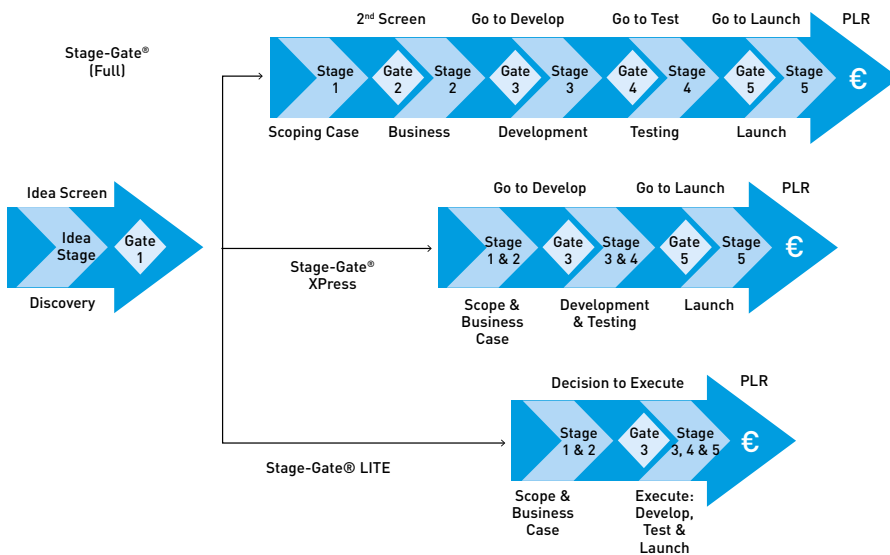 Stage-Gate®
(Full)
2nd Screen
Go to Develop
Go to Test
Go to Launch
PLR
Stage
1
Gate
2
Stage
2
Gate
3
Stage
3
Gate
4
Stage
4
Gate
5
Stage
5
€
Scoping Case
Business
Development
Testing
Launch
Idea Screen
Idea
Stage
Gate
1
Discovery
Stage-Gate®
XPress
Go to Develop
Go to Launch
PLR
Stage
1 & 2
Gate
3
Stage
3 & 4
Gate
5
Stage
5
€
Scope &
Business
Case
Development
& Testing
Launch
Stage-Gate® LITE
Decision to Execute
PLR
Stage
1 & 2
Gate
3
Stage
3, 4 & 5
€
Scope &
Business
Case
Execute:
Develop,
Test &
Launch